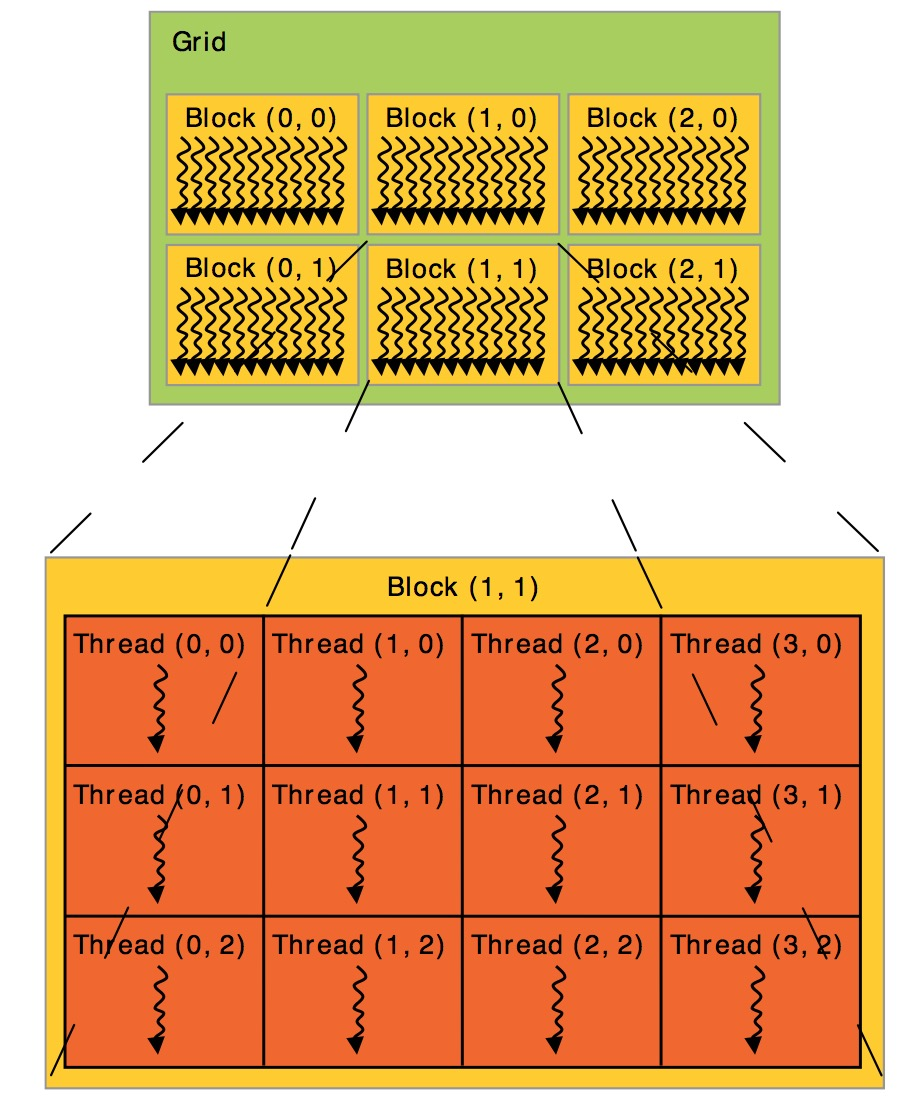 Grid
Block (0, 0) Block (1, 0) Block (2, 0)
Block (0, 1) Block (1, 1) Block (2, 1)
Block (1, 1)
Thread (0, 0) Thread (1, 0) Thread (2, 0) Thread (3, 0)
Thread (0, 1) Thread (1, 1) Thread (2, 1) Thread (3, 1)
Thread (0, 2) Thread (1, 2) Thread (2, 2) Thread (3, 2)